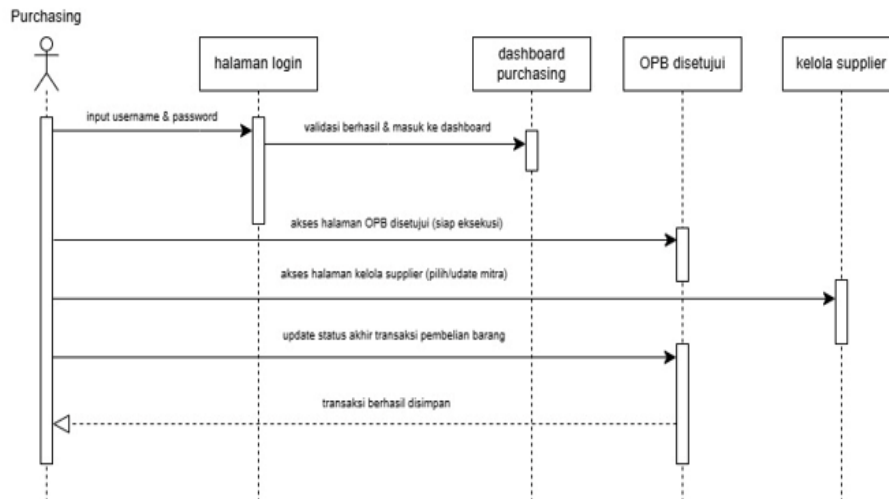 Purchasing
halaman login
dashboard
purchasing
OPB disetujui
kelola supplier
input username & password
validasi berhasil & masuk ke dashboard
akses halaman OPB disetujui (siap eksekusi)
akses halaman kelola supplier (pilih/udate mitra)
update status akhir transaksi pembelian barang
transaksi berhasil disimpan